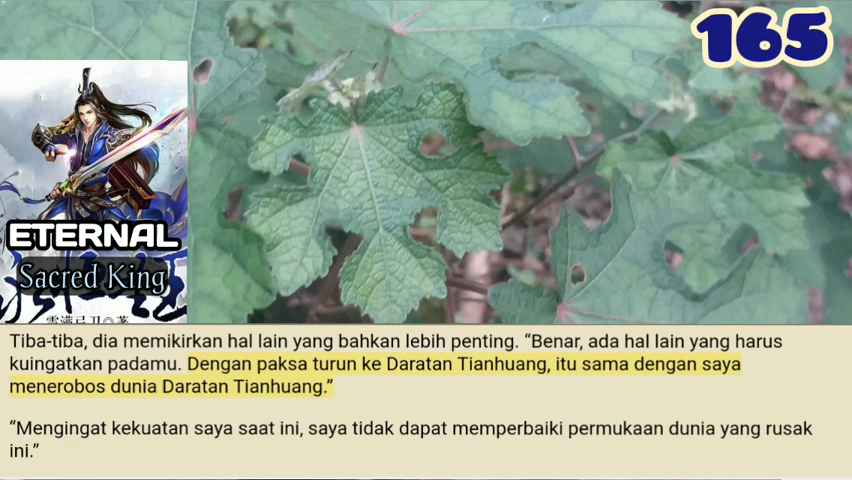 165
ETERNAL
Sacred King
Tiba-tiba, dia memikirkan hal lain yang bahkan lebih penting. “Benar, ada hal lain yang harus
kuingatkan padamu. Dengan paksa turun ke Daratan Tianhuang, itu sama dengan saya
menerobos dunia Daratan Tianhuang.”
“Mengingat kekuatan saya saat ini, saya tidak dapat memperbaiki permukaan dunia yang rusak
ini.”